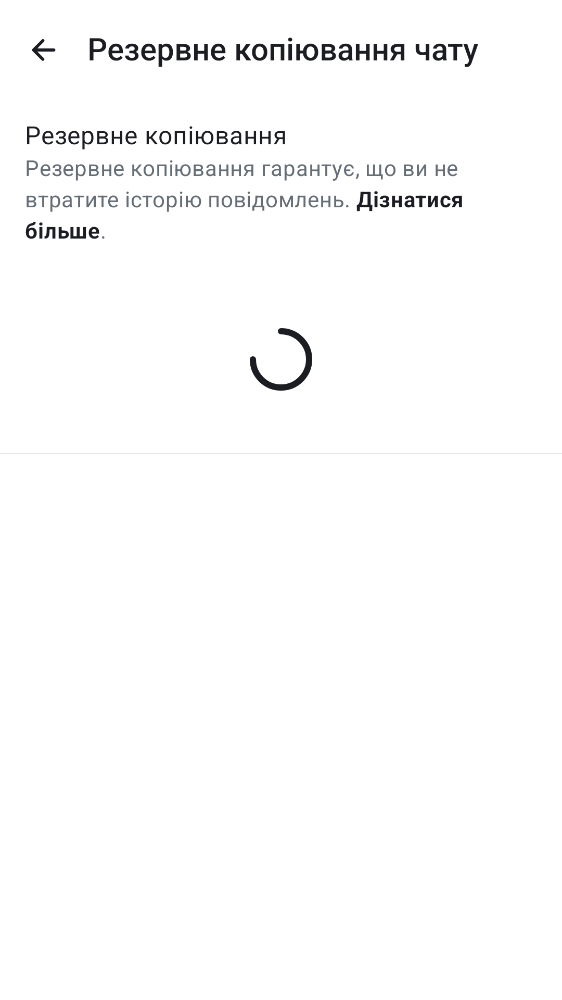 Резервне копіювання чату
Резервне копіювання
Резервне копіювання гарантує, що ви не
втратите історію повідомлень. Дізнатися
більше.